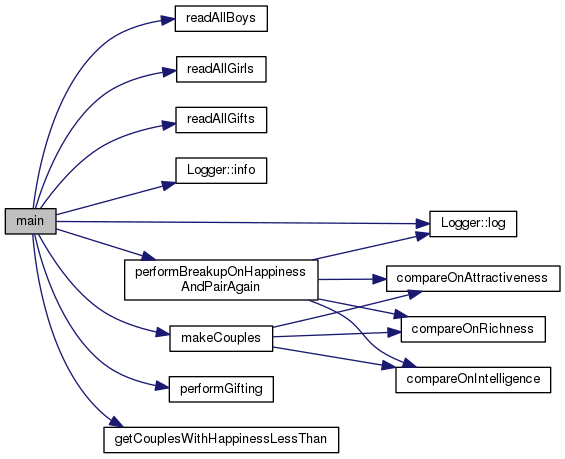 readAllBoys
readAllGirls
readAllGifts
Logger::info
main
Logger::log
performBreakupOnHappiness
AndPairAgain
compareOnAttractiveness
makeCouples
compareOnRichness
compareOnIntelligence
performGifting
getCouplesWithHappinessLessThan